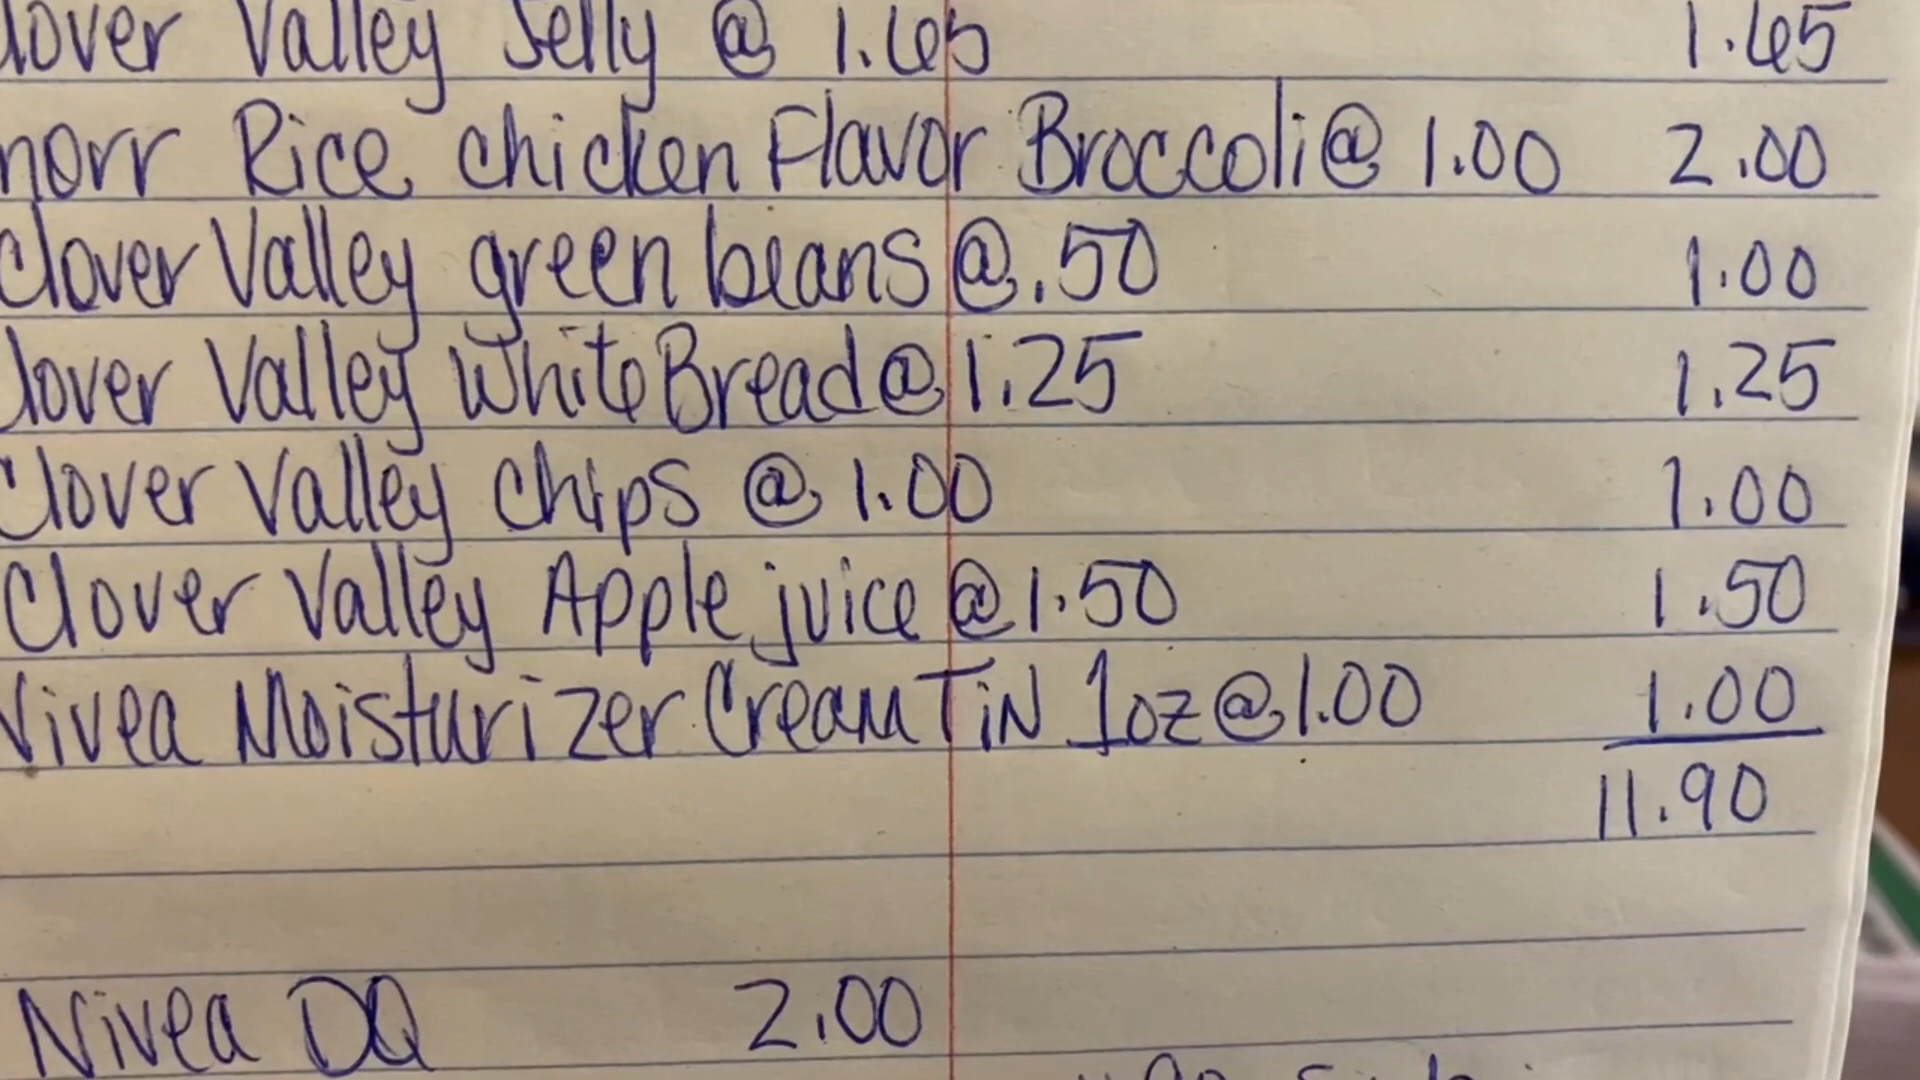 lover Valley Jelly @ 1.65 1.65
norr Rice chicken Flavor Broccoli @ 1.00 2.00
Clover Valley green beans @ .50 1.00
lover Valley White Bread @ 1.25 1.25
Clover Valley chips @ 1.00 1.00
Clover Valley Apple juice @ 1.50 1.50
Nivea Moisturizer Cream TiN 1oz @ 1.00 1.00
11.90
Nivea DQ 2.00